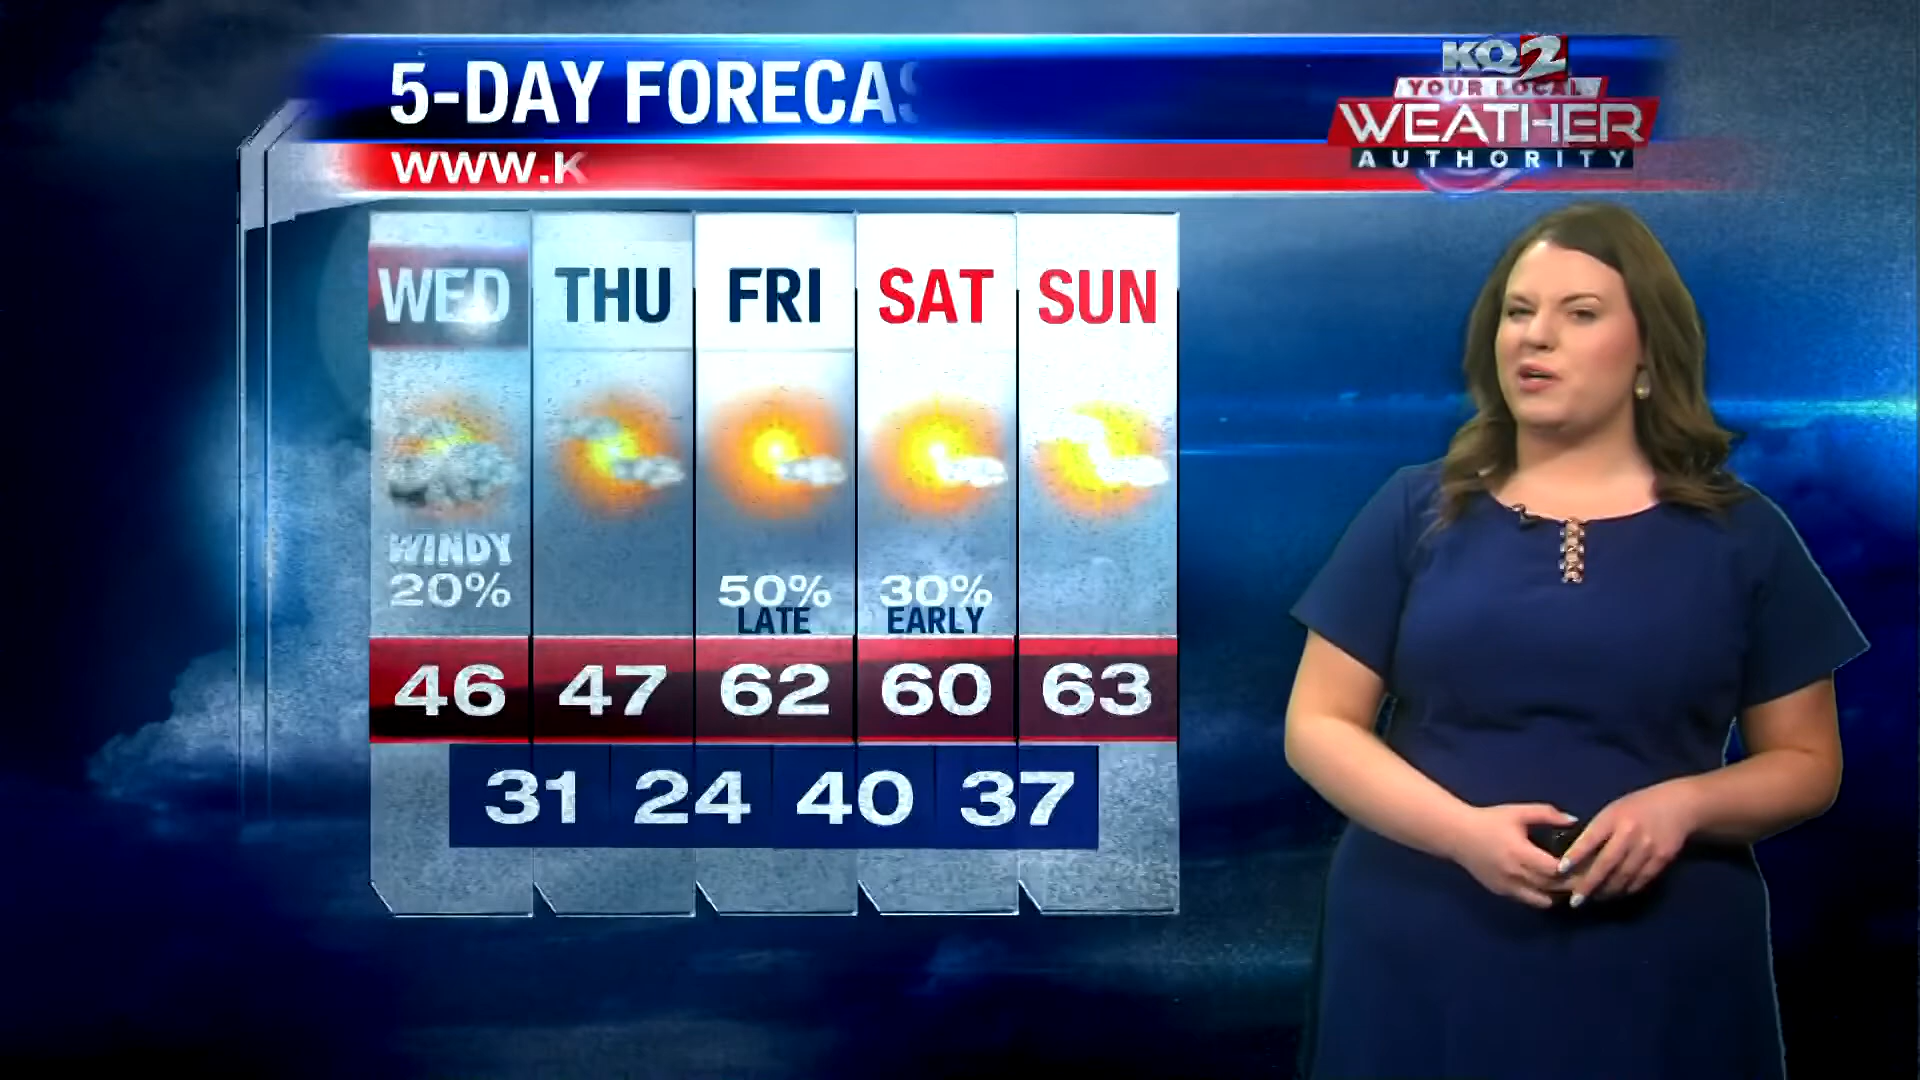 5-DAY FORECAS
WWW.K
KQ2
YOUR LOCAL
WEATHER
AUTHORITY
WED THU FRI SAT SUN
WINDY
20% 50% 30%
LATE EARLY
46 47 62 60 63
31 24 40 37